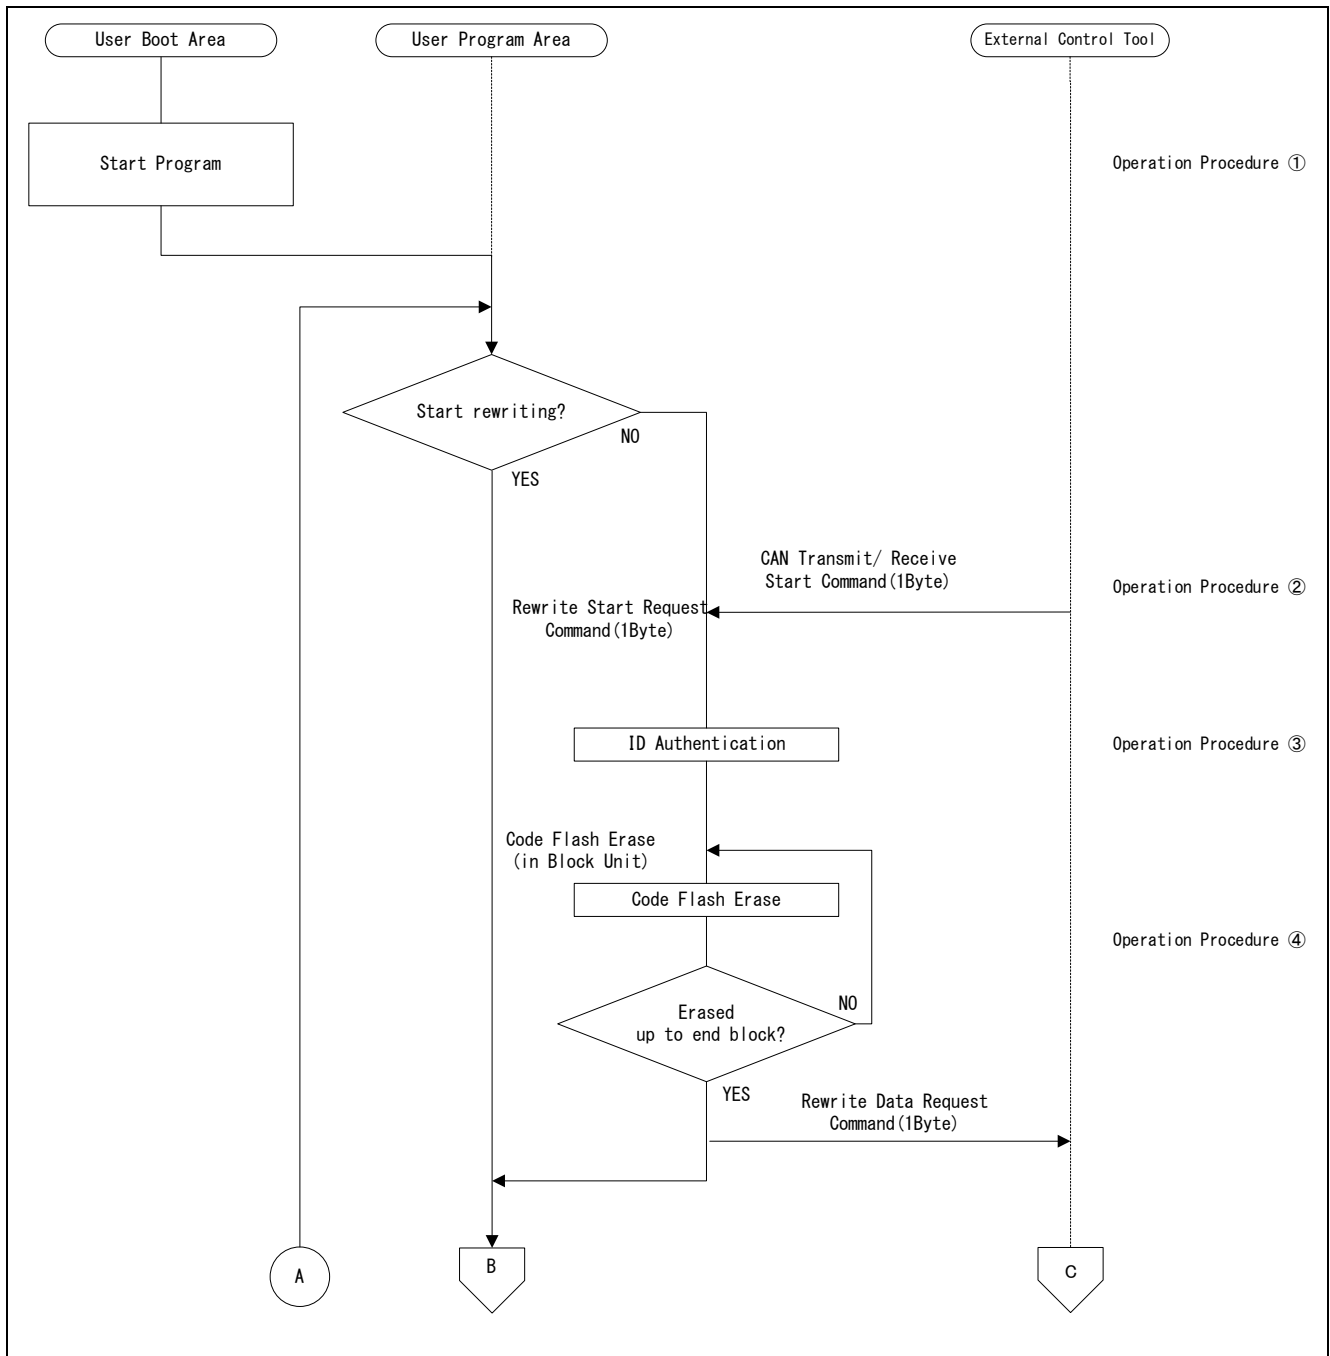 User Boot Area
User Program Area
External Control Tool
Start Program
Operation Procedure ①
Start rewriting?
NO
YES
CAN Transmit/ Receive
Start Command(1Byte)
Operation Procedure ②
Rewrite Start Request
Command(1Byte)
ID Authentication
Operation Procedure ③
Code Flash Erase
(in Block Unit)
Code Flash Erase
Operation Procedure ④
Erased
up to end block?
NO
YES
Rewrite Data Request
Command(1Byte)
A
B
C